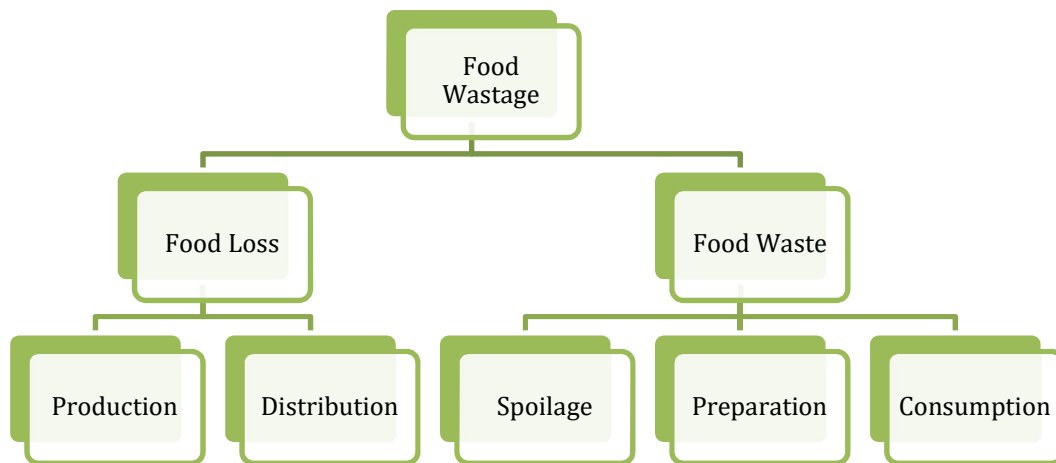 Food
Wastage
Food Loss
Food Waste
Production
Distribution
Spoilage
Preparation
Consumption